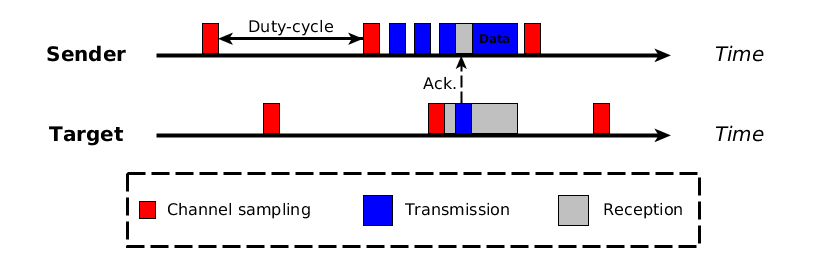 Duty-cycle
Sender
Data
Time
Ack.
Target
Time
Channel sampling
Transmission
Reception